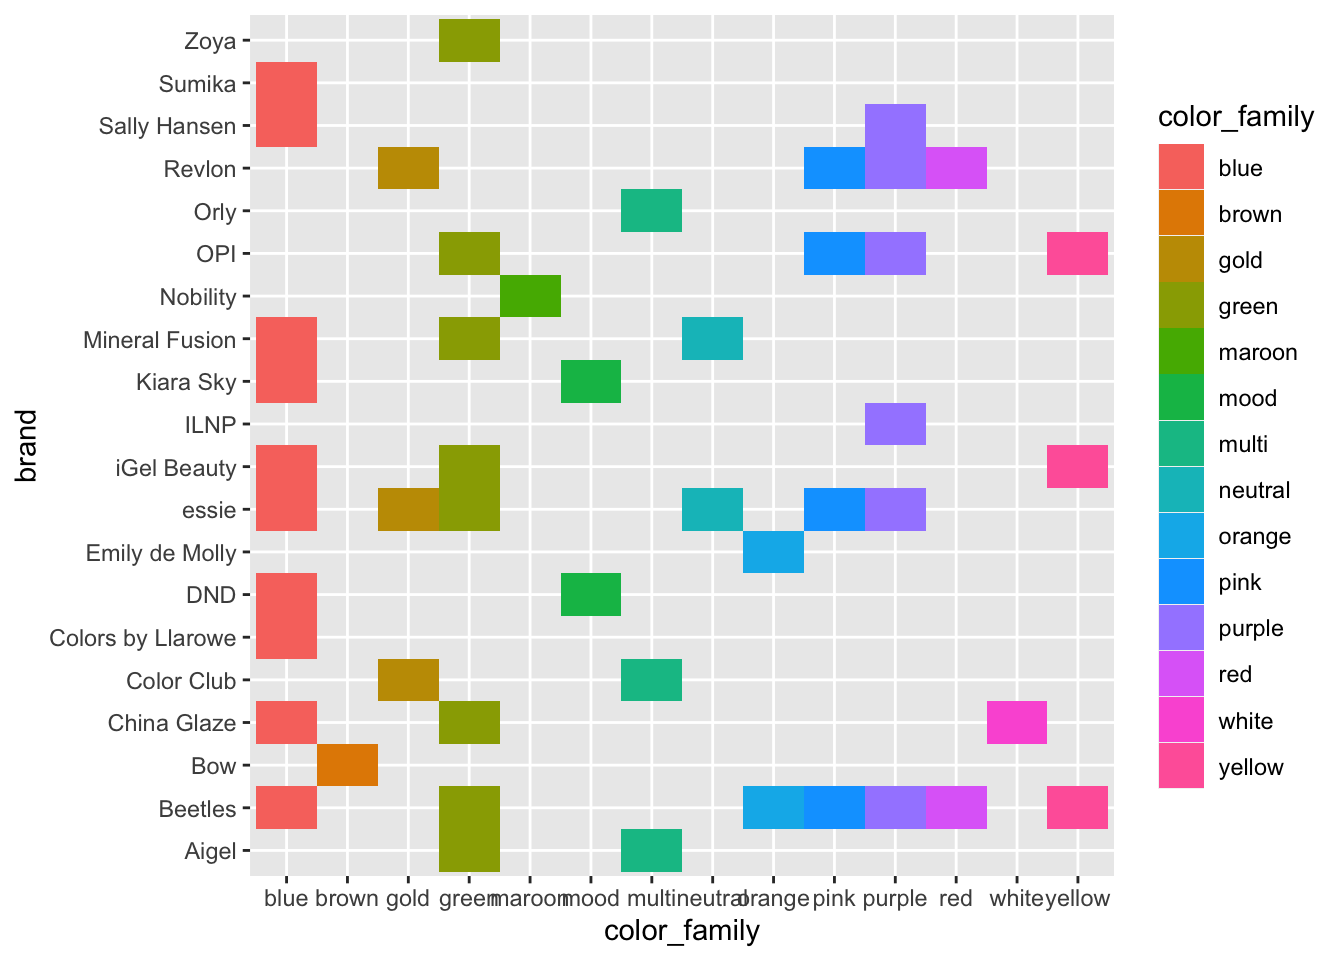 Zoya
Sumika
Sally Hansen
Revlon
Orly
OPI
Nobility
Mineral Fusion
Kiara Sky
ILNP
iGel Beauty
essie
Emily de Molly
DND
Colors by Llarowe
Color Club
China Glaze
Bow
Beetles
Aigel
brand
blue brown gold green maroon mood multi neutral orange pink purple red white yellow
color_family
color_family
blue
brown
gold
green
maroon
mood
multi
neutral
orange
pink
purple
red
white
yellow